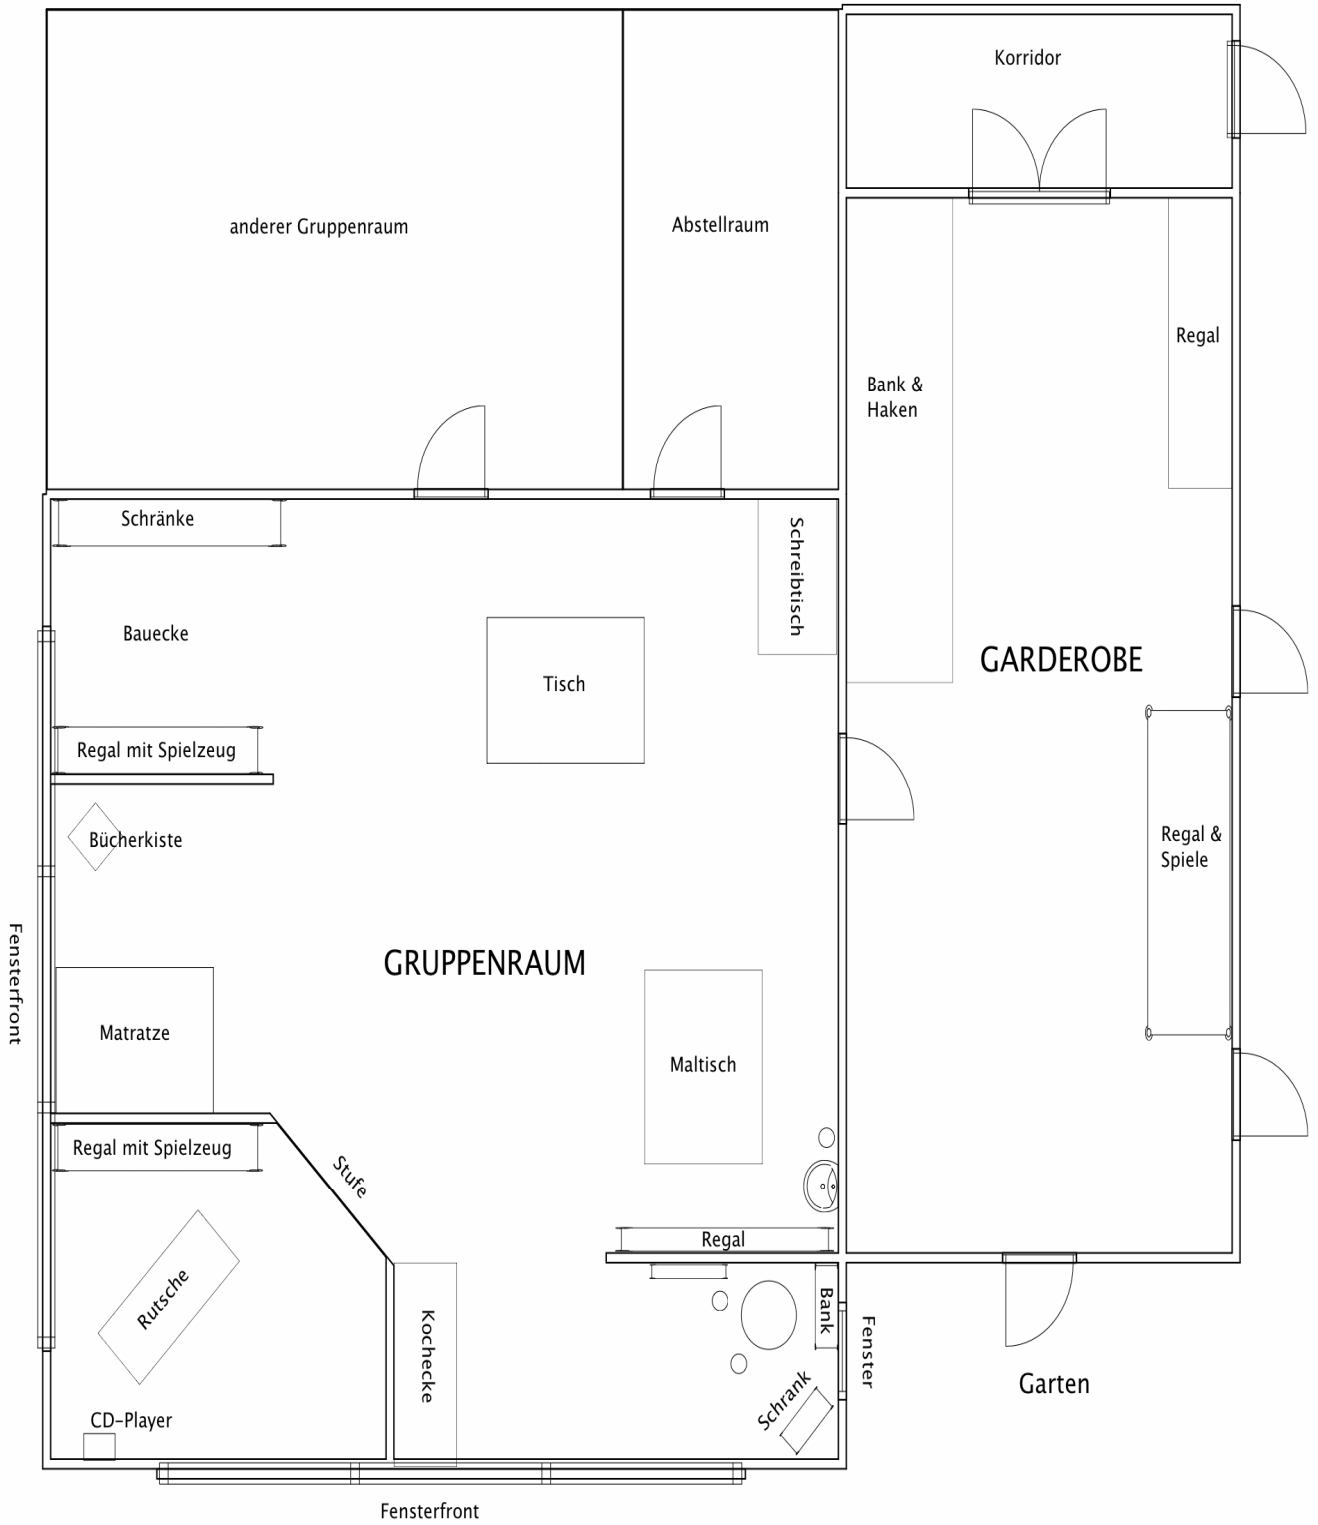 Korridor
anderer Gruppenraum
Abstellraum
Regal
Bank &
Haken
Schränke
Schreibtisch
Bauecke
GARDEROBE
Tisch
Regal mit Spielzeug
Bücherkiste
Regal &
Spiele
Fensterfront
GRUPPENRAUM
Matratze
Maltisch
Regal mit Spielzeug
Stufe
Regal
Rutsche
Kochecke
Bank
Fenster
Schrank
Garten
CD-Player
Fensterfront